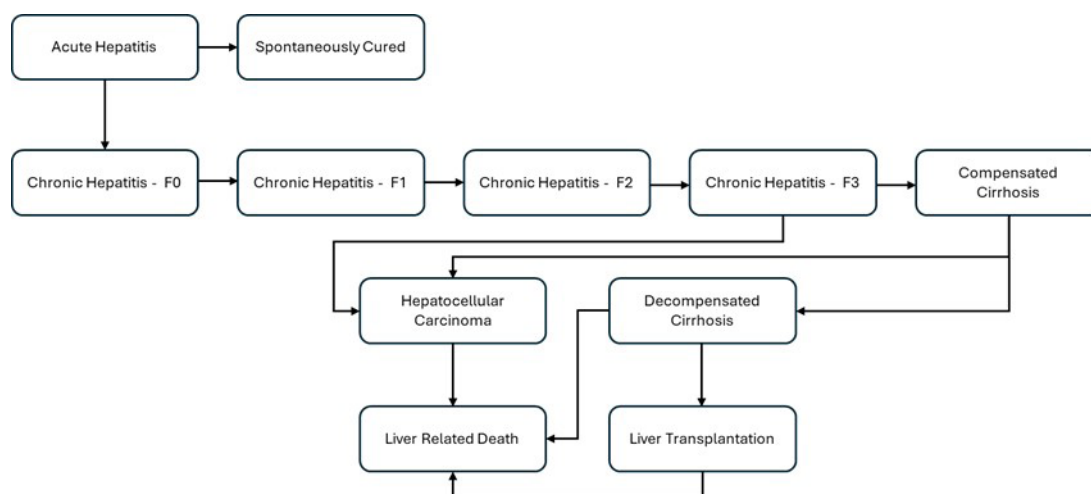 Acute Hepatitis
Spontaneously Cured
Chronic Hepatitis - F0
Chronic Hepatitis - F1
Chronic Hepatitis - F2
Chronic Hepatitis - F3
Compensated
Cirrhosis
Hepatocellular
Carcinoma
Decompensated
Cirrhosis
Liver Related Death
Liver Transplantation